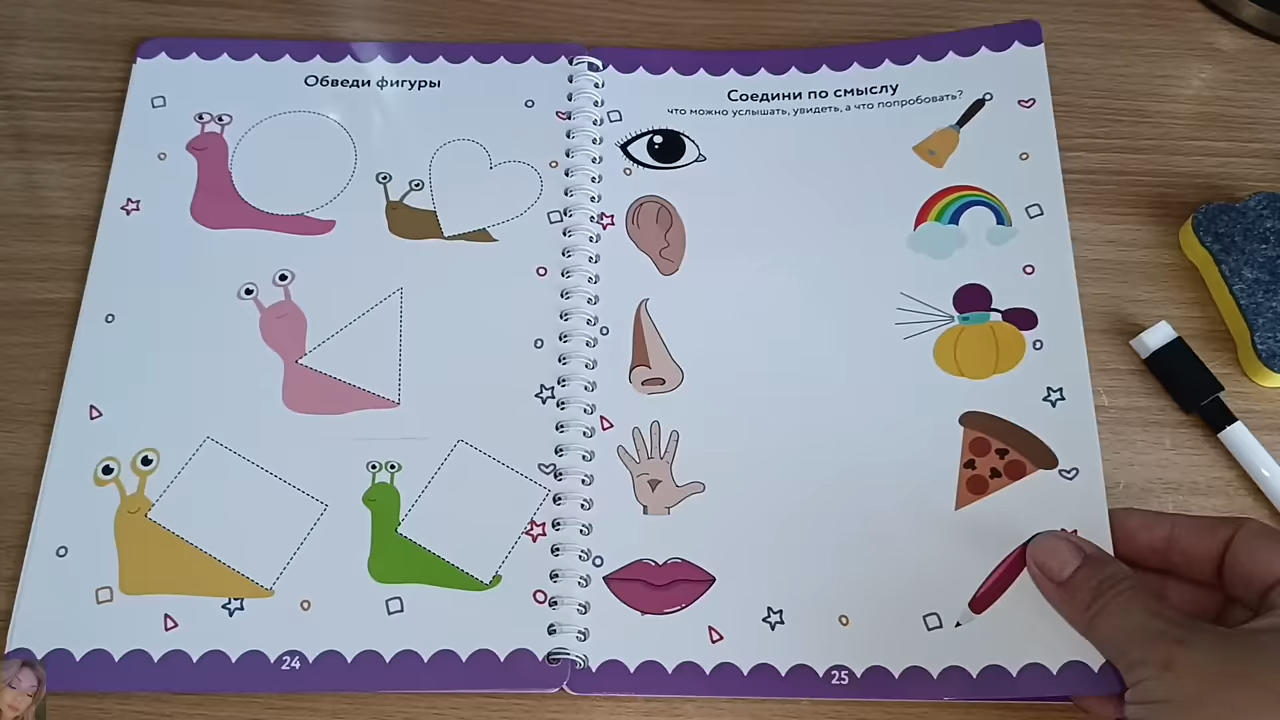 Обведи фигуры
Соедини по смыслу
что можно услышать, увидеть, а что попробовать?
24
25